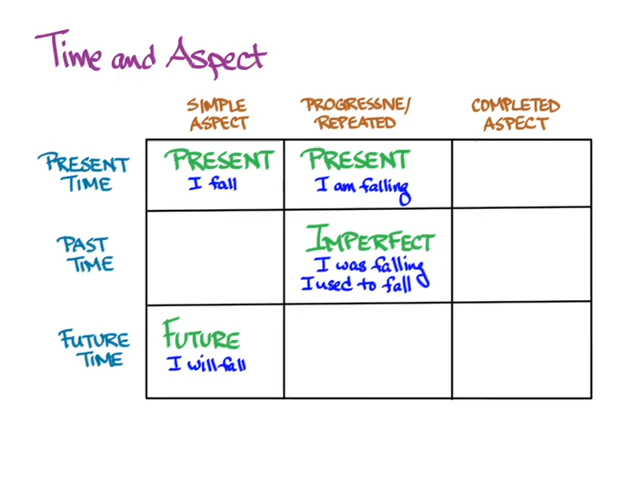 Time and Aspect
SIMPLE ASPECT
PROGRESSIVE/ REPEATED
COMPLETED ASPECT
PRESENT TIME
PRESENT
I fall
PRESENT
I am falling
PAST TIME
IMPERFECT
I was falling
I used to fall
FUTURE TIME
FUTURE
I will fall